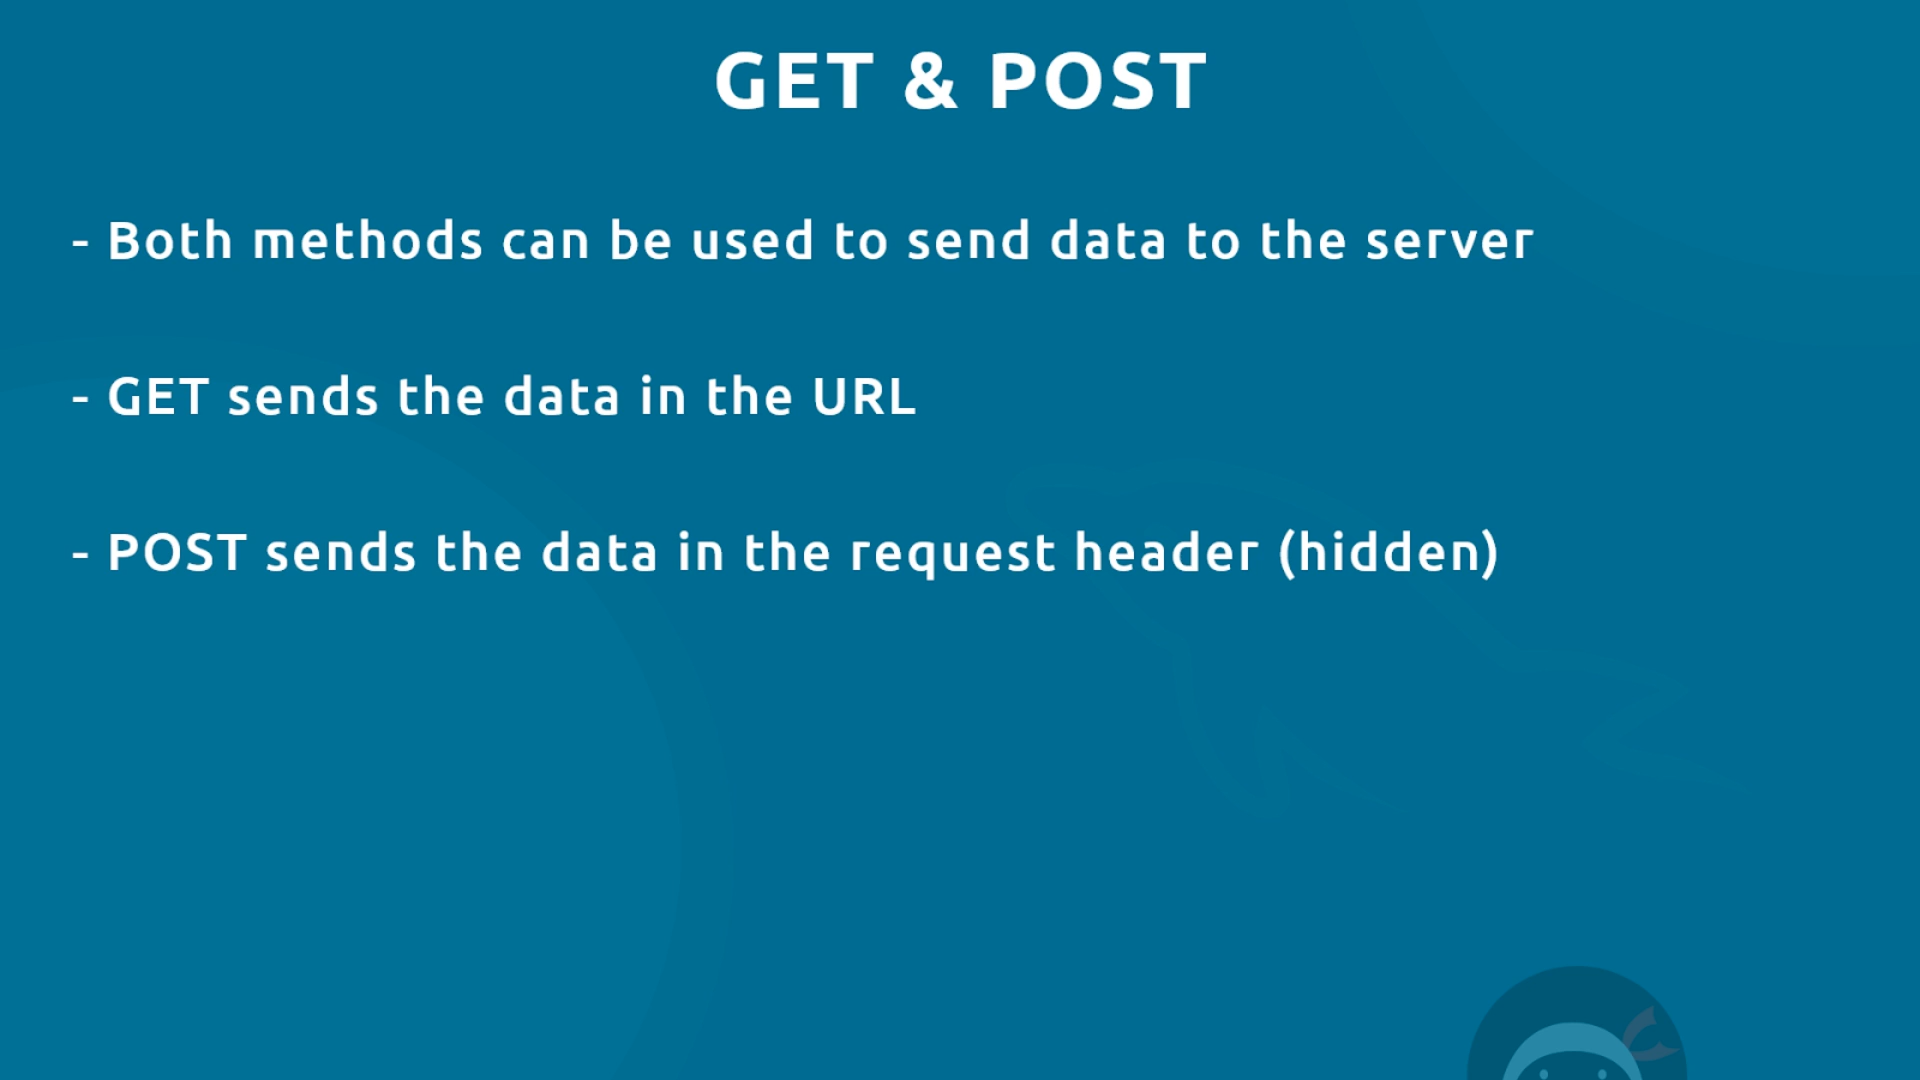 GET & POST
- Both methods can be used to send data to the server
- GET sends the data in the URL
- POST sends the data in the request header (hidden)